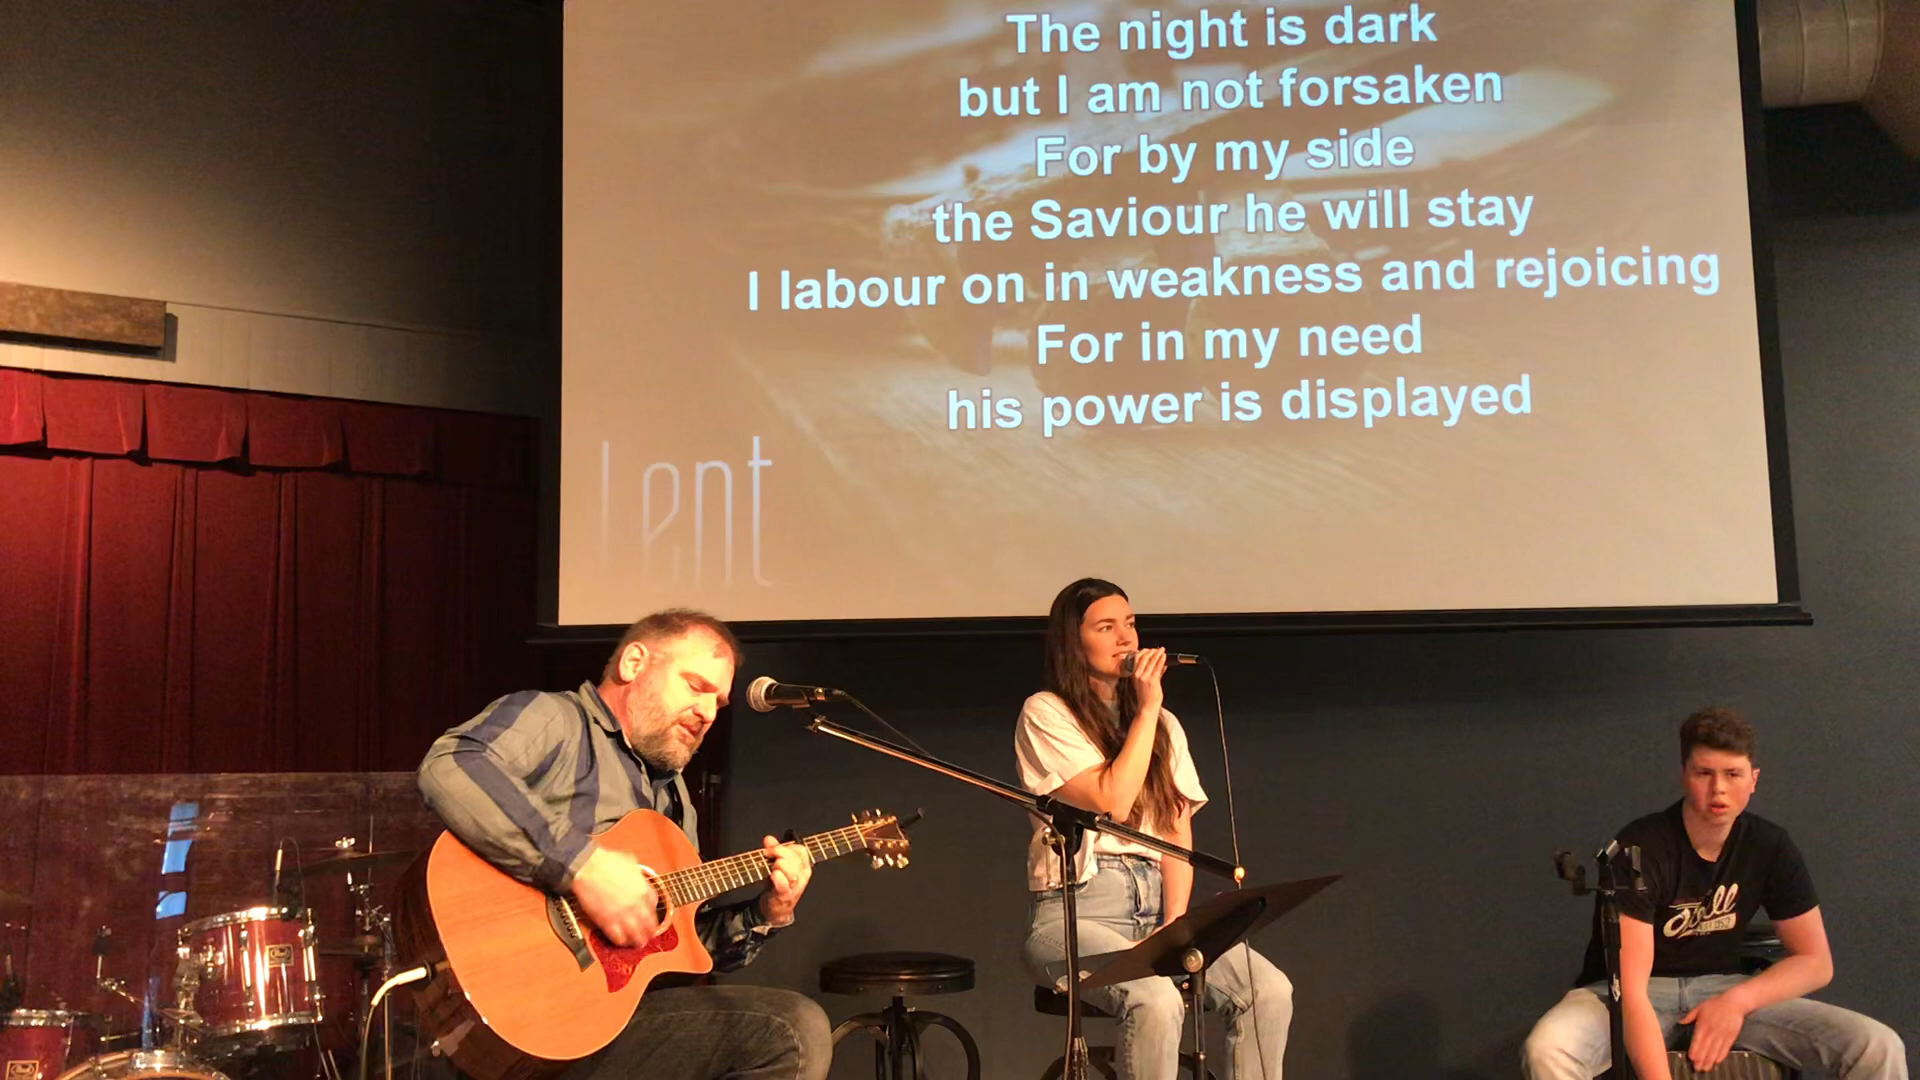 The night is dark
but I am not forsaken
For by my side
the Saviour he will stay
I labour on in weakness and rejoicing
For in my need
his power is displayed
Lent